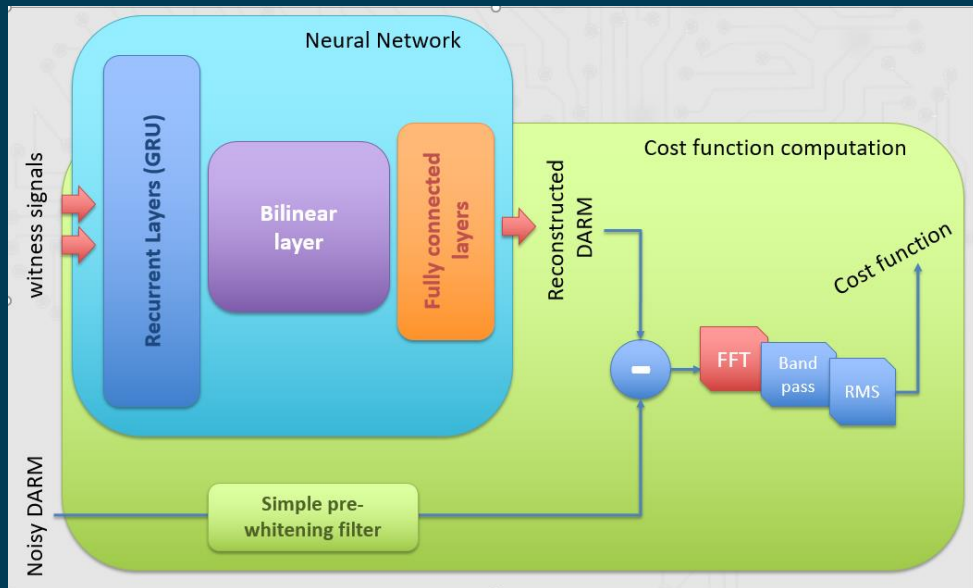 Neural Network
witness signals
Recurrent Layers (GRU)
Bilinear
layer
Fully connected
layers
Cost function computation
Reconstructed
DARM
Cost function
FFT
Band
pass
RMS
Noisy DARM
Simple pre-
whitening filter